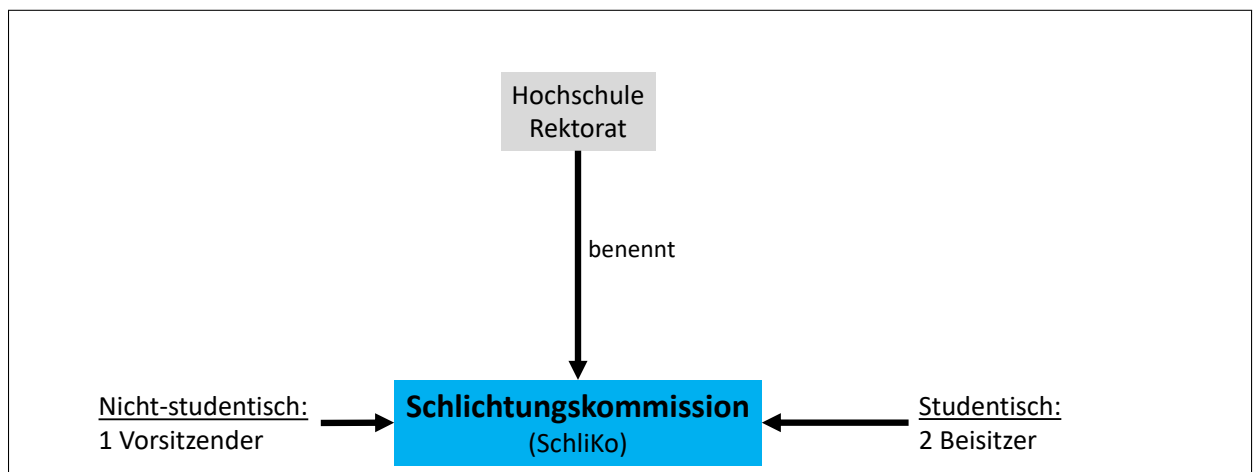 Hochschule
Rektorat
benennt
Nicht-studentisch:
1 Vorsitzender
Schlichtungskommission
(SchliKo)
Studentisch:
2 Beisitzer